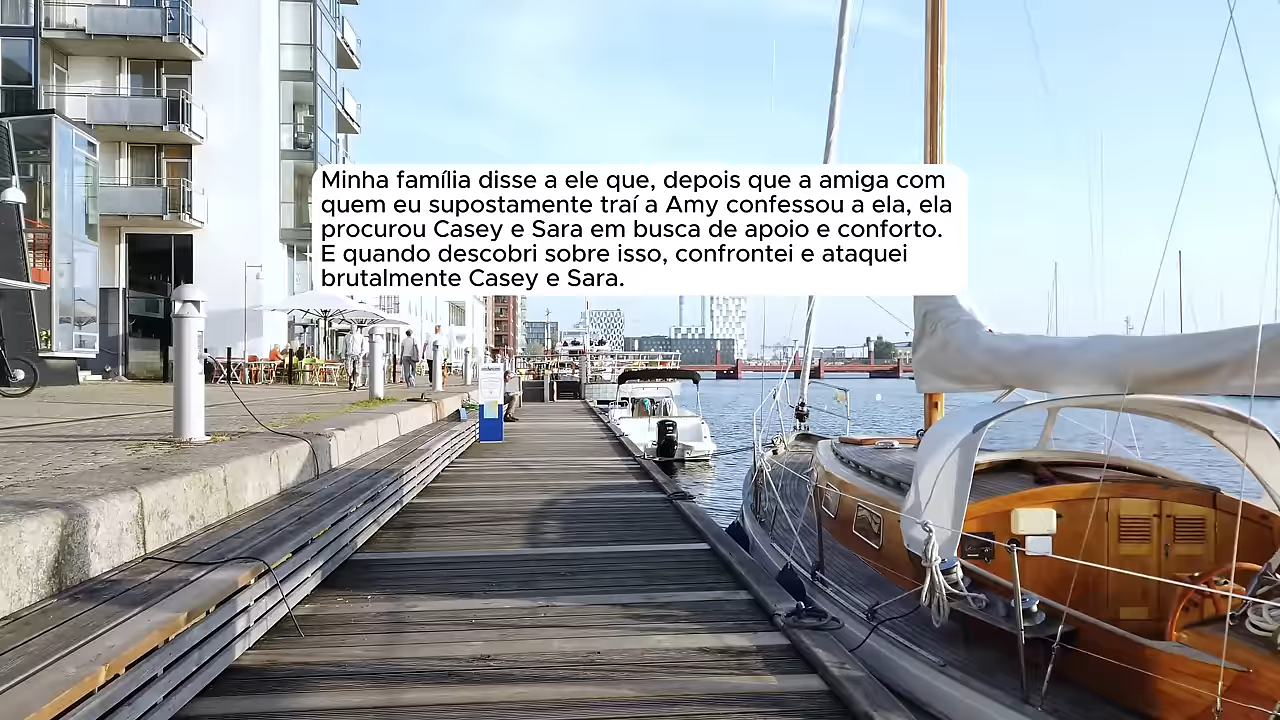 Minha família disse a ele que, depois que a amiga com
quem eu supostamente traí a Amy confessou a ela, ela
procurou Casey e Sara em busca de apoio e conforto.
E quando descobri sobre isso, confrontei e ataquei
brutalmente Casey e Sara.